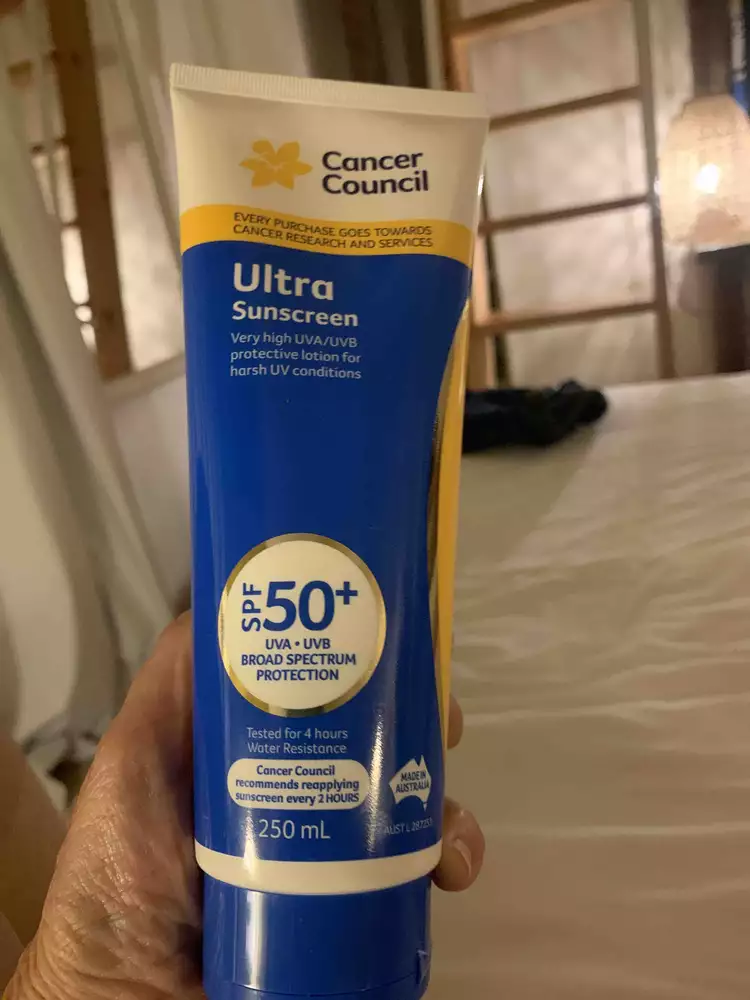 Cancer
Council
EVERY PURCHASE GOES TOWARDS
CANCER RESEARCH AND SERVICES
Ultra
Sunscreen
Very high UVA/UVB
protective lotion for
harsh UV conditions
SPF 50+
UVA • UVB
BROAD SPECTRUM
PROTECTION
Tested for 4 hours
Water Resistance
Cancer Council
recommends reapplying
sunscreen every 2 HOURS
MADE IN
AUSTRALIA
250 mL
AUST L